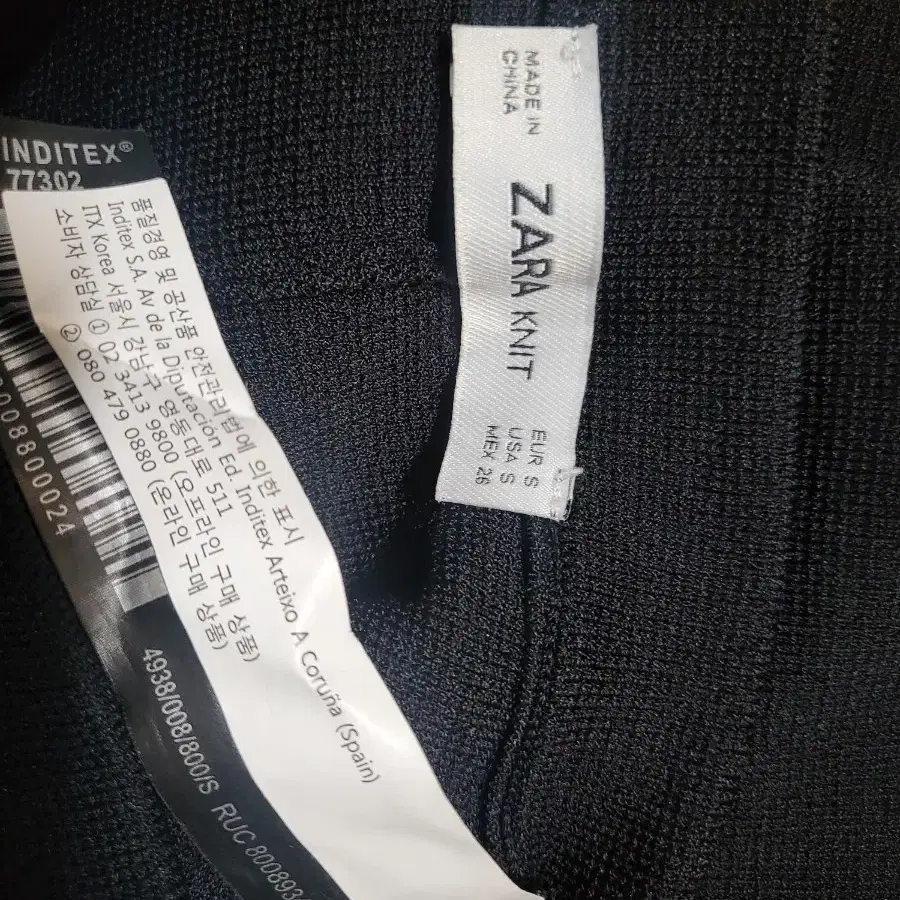 INDITEX®
77302
품질경영 및 공산품 안전관리법에 의한 표시
Inditex S.A. Av de la Diputación Ed. Inditex Arteixo A Coruña (Spain)
ITX Korea 서울시 강남구 영동대로 511
소비자 상담실 ① 02 3413 9800 (오프라인 구매 상품)
② 080 479 0880 (온라인 구매 상품)
00880024
4938/008/800/S RUC 8008934
MADE IN
CHINA
ZARA KNIT
EUR S
USA S
MEX 26